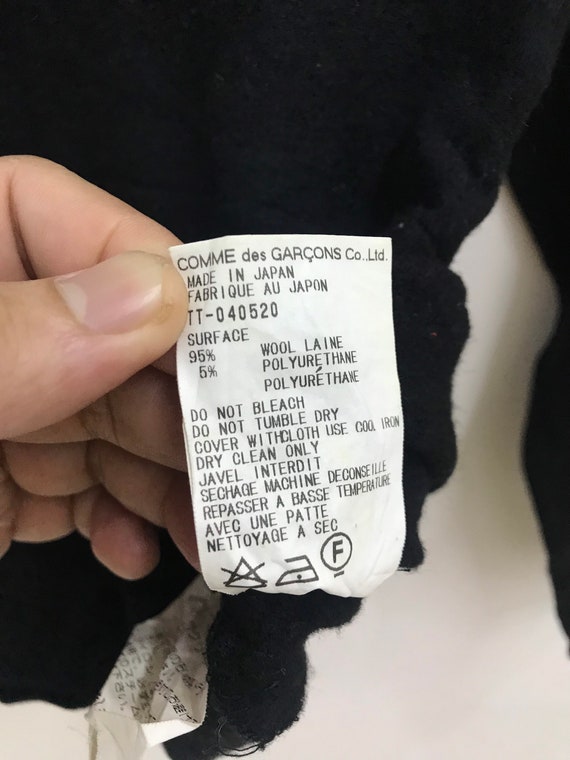 COMME des GARÇONS Co.,Ltd.
MADE IN JAPAN
FABRIQUE AU JAPON
TT-040520
SURFACE
95% WOOL LAINE
5% POLYURETHANE
POLYURÉTHANE
DO NOT BLEACH
DO NOT TUMBLE DRY
COVER WITHCLOTH USE COOL IRON
DRY CLEAN ONLY
JAVEL INTERDIT
SECHAGE MACHINE DECONSEILLE
REPASSER A BASSE TEMPERATURE
AVEC UNE PATTE
NETTOYAGE A SEC
F